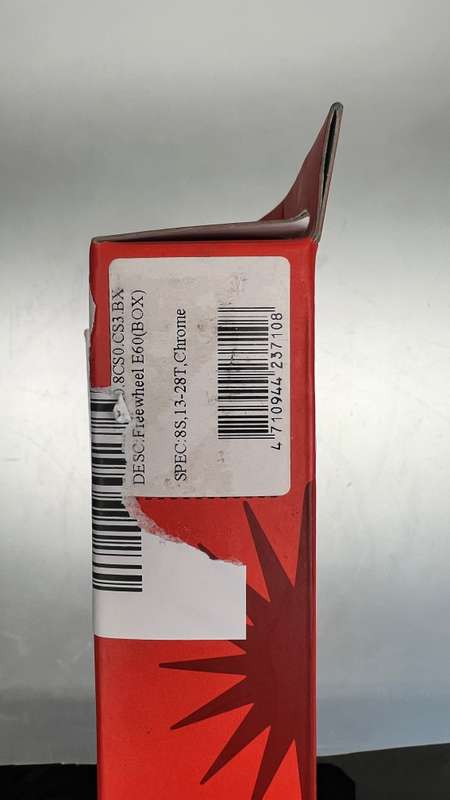 .8CS0.CS3.BX
DESC:Freewheel E60(BOX)
SPEC:8S,13-28T,Chrome
4 710944 237108